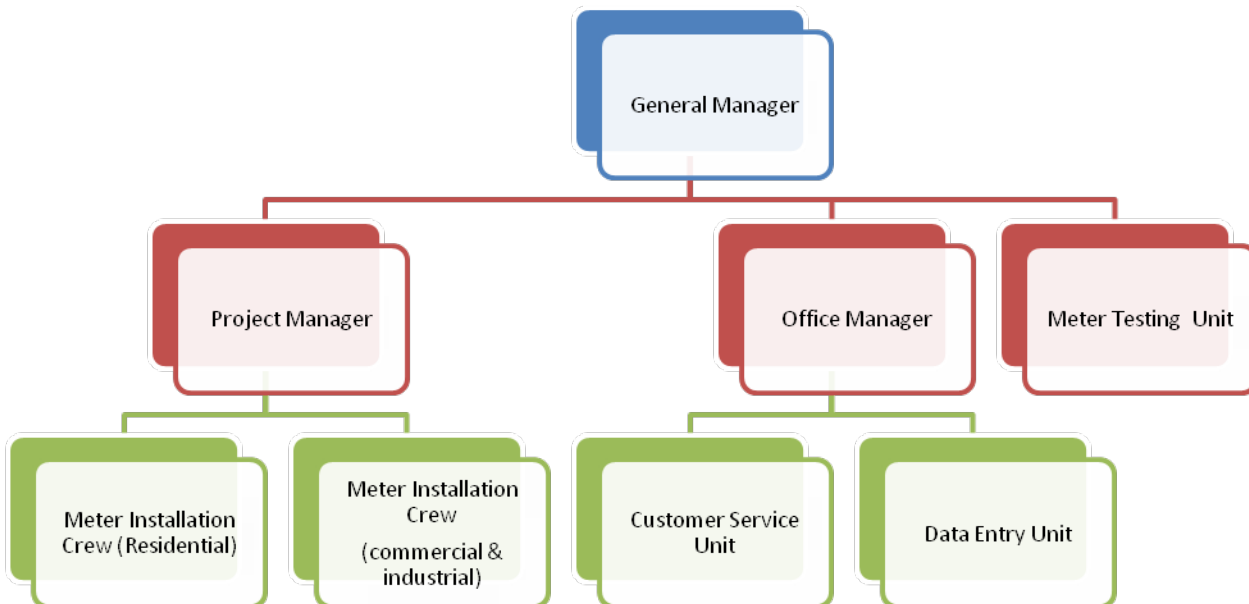 General Manager
Project Manager
Office Manager
Meter Testing  Unit
Meter Installation
Crew (Residential)
Meter Installation
Crew
(commercial &
industrial)
Customer Service
Unit
Data Entry Unit